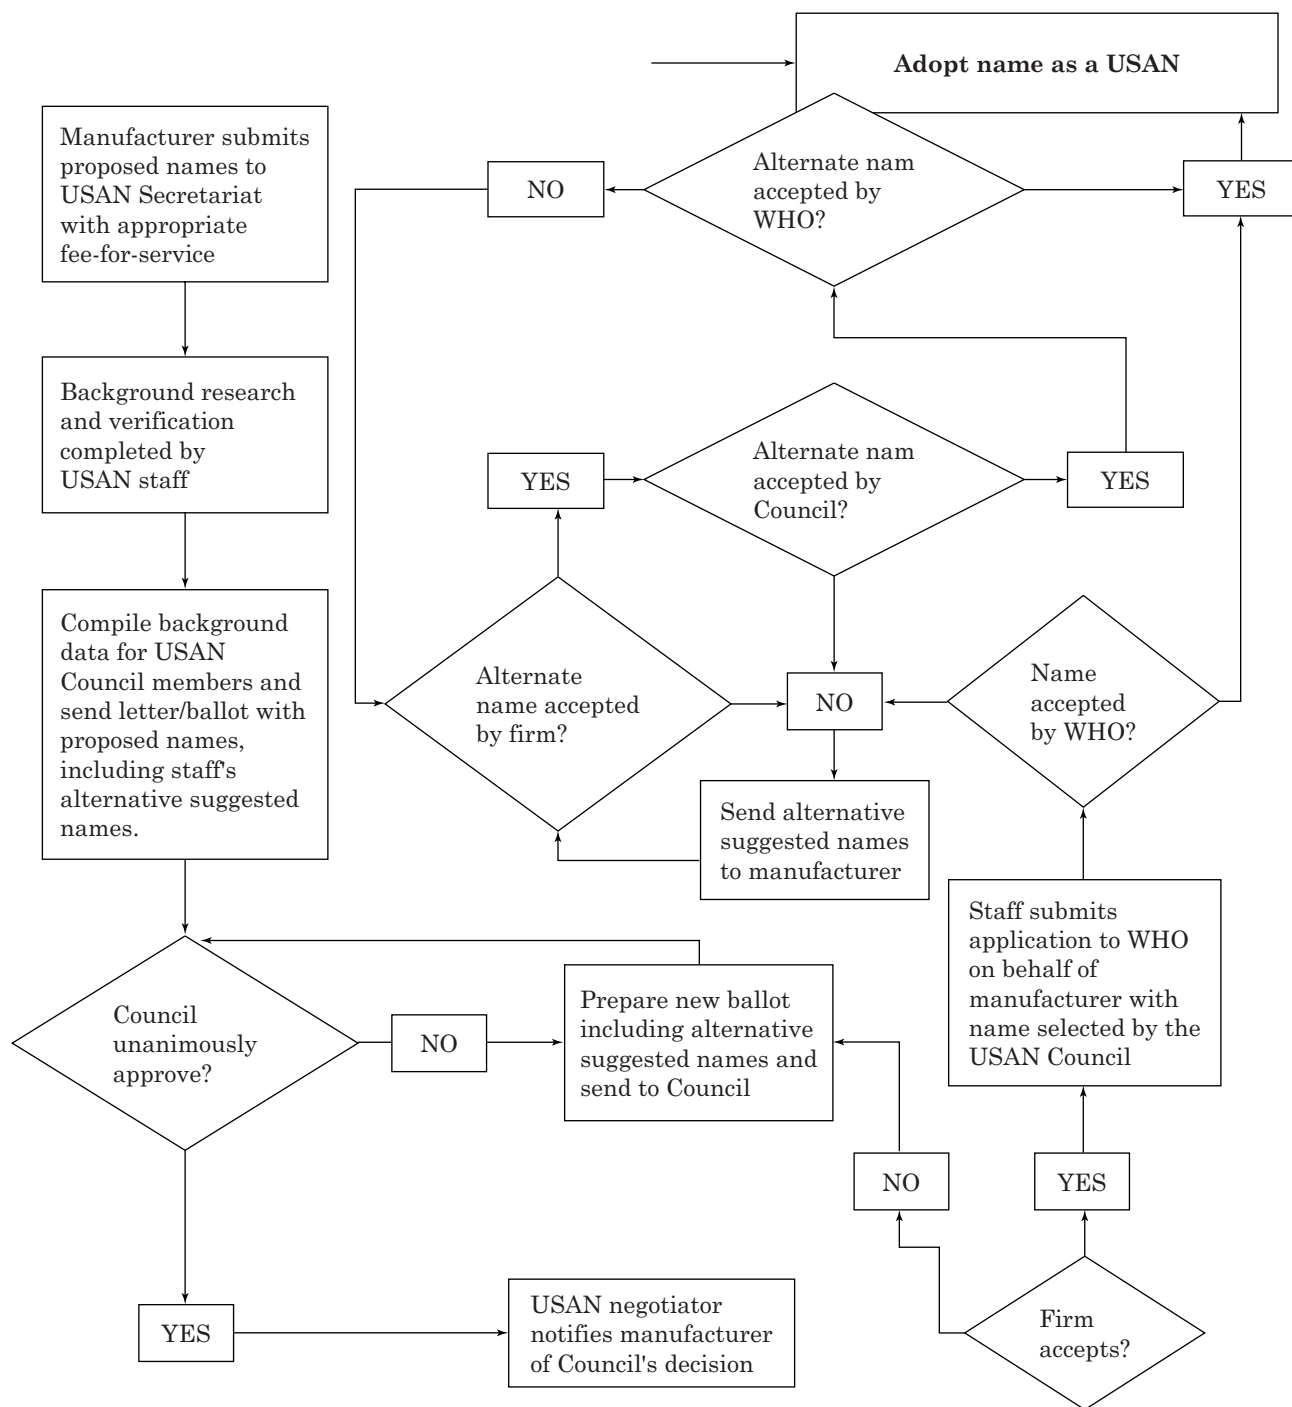 Adopt name as a USAN
Manufacturer submits
proposed names to
USAN Secretariat
with appropriate
fee-for-service
NO
Alternate nam
accepted by
WHO?
YES
Background research
and verification
completed by
USAN staff
YES
Alternate nam
accepted by
Council?
YES
Compile background
data for USAN
Council members and
send letter/ballot with
proposed names,
including staff's
alternative suggested
names.
Alternate
name accepted
by firm?
NO
Name
accepted
by WHO?
Send alternative
suggested names
to manufacturer
Staff submits
application to WHO
on behalf of
manufacturer with
name selected by the
USAN Council
Council
unanimously
approve?
NO
Prepare new ballot
including alternative
suggested names and
send to Council
NO
YES
YES
USAN negotiator
notifies manufacturer
of Council's decision
Firm
accepts?